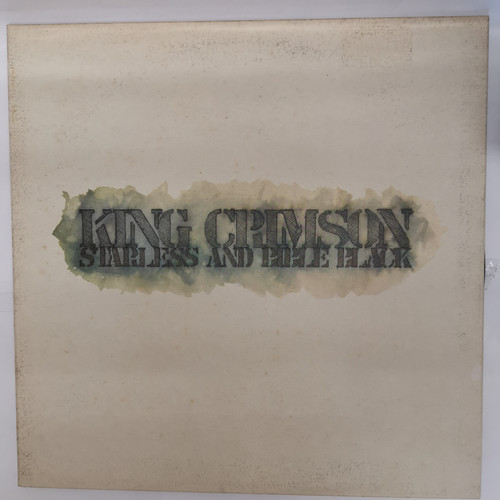 KING CRIMSON
STARLESS AND BIBLE BLACK